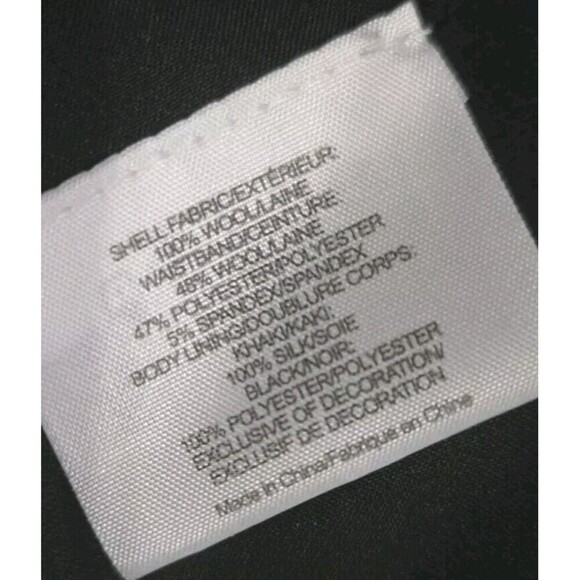 SHELL FABRIC/EXTÉRIEUR:
100% WOOL/LAINE
WAISTBAND/CEINTURE:
48% WOOL/LAINE
47% POLYESTER/POLYESTER
5% SPANDEX/SPANDEX
BODY LINING/DOUBLURE CORPS:
KHAKI/KAKI:
100% SILK/SOIE
BLACK/NOIR:
100% POLYESTER/POLYESTER
EXCLUSIVE OF DECORATION/
EXCLUSIF DE DECORATION
Made in China/Fabriqué en Chine